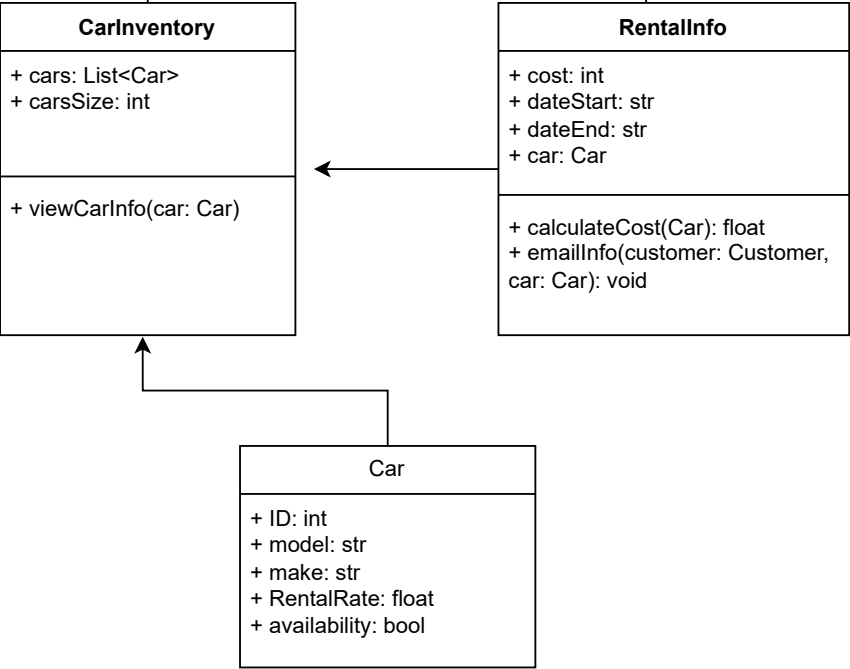 CarInventory
+ cars: List<Car>
+ carsSize: int
+ viewCarInfo(car: Car)
RentalInfo
+ cost: int
+ dateStart: str
+ dateEnd: str
+ car: Car
+ calculateCost(Car): float
+ emailInfo(customer: Customer,
car: Car): void
Car
+ ID: int
+ model: str
+ make: str
+ RentalRate: float
+ availability: bool